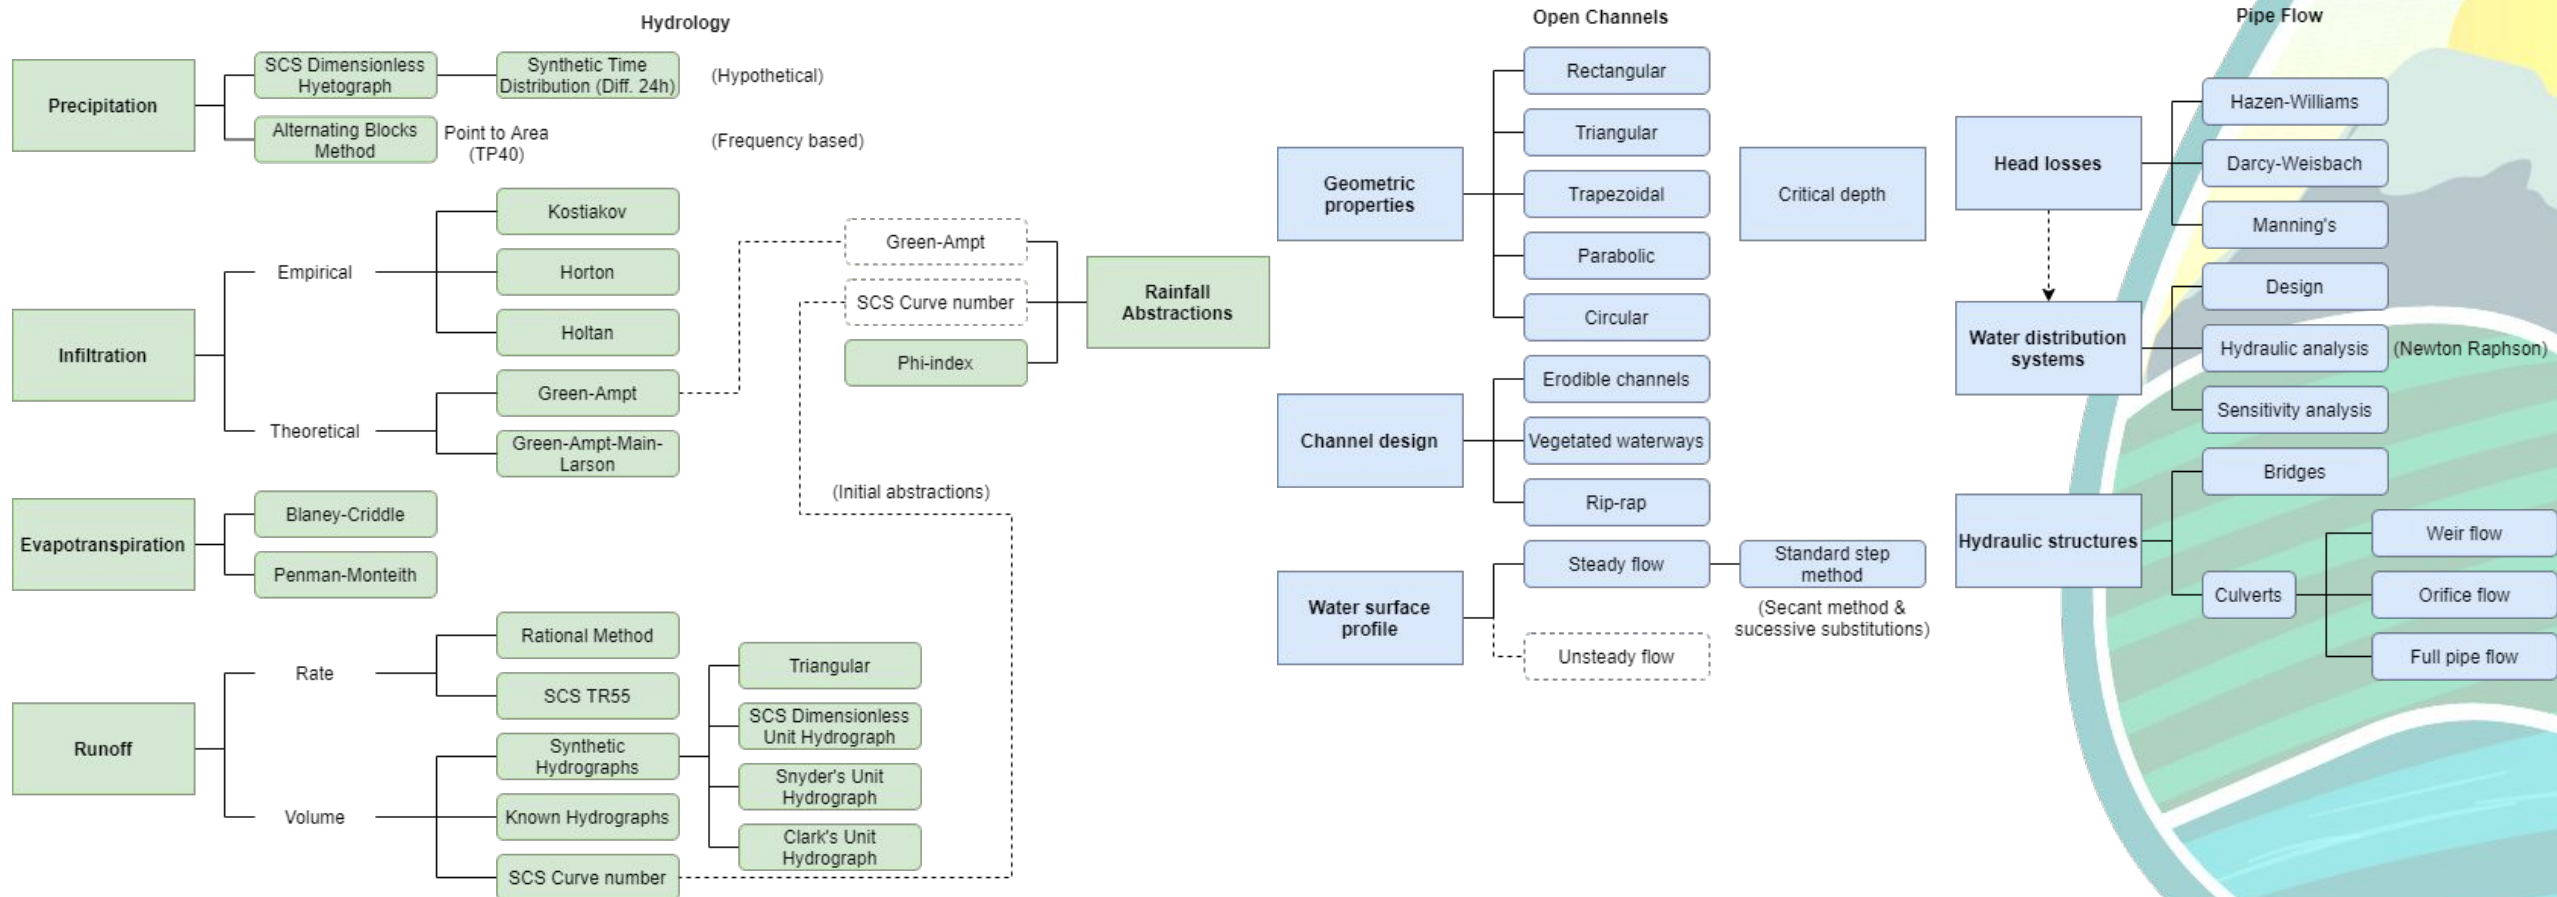 Hydrology
Precipitation
SCS Dimensionless
Hyetograph
Synthetic Time
Distribution (Diff. 24h)
(Hypothetical)
Alternating Blocks
Method
Point to Area
(TP40)
(Frequency based)
Infiltration
Empirical
Kostiakov
Horton
Holtan
Theoretical
Green-Ampt
Green-Ampt-Main-
Larson
Green-Ampt
SCS Curve number
Phi-index
Rainfall
Abstractions
(Initial abstractions)
Evapotranspiration
Blaney-Criddle
Penman-Monteith
Runoff
Rate
Rational Method
SCS TR55
Volume
Synthetic
Hydrographs
Known Hydrographs
SCS Curve number
Triangular
SCS Dimensionless
Unit Hydrograph
Snyder's Unit
Hydrograph
Clark's Unit
Hydrograph
Open Channels
Geometric
properties
Rectangular
Triangular
Trapezoidal
Parabolic
Circular
Critical depth
Channel design
Erodible channels
Vegetated waterways
Rip-rap
Water surface
profile
Steady flow
Standard step
method
(Secant method &
sucessive substitutions)
Unsteady flow
Pipe Flow
Head losses
Hazen-Williams
Darcy-Weisbach
Manning's
Water distribution
systems
Design
Hydraulic analysis
(Newton Raphson)
Sensitivity analysis
Hydraulic structures
Bridges
Culverts
Weir flow
Orifice flow
Full pipe flow